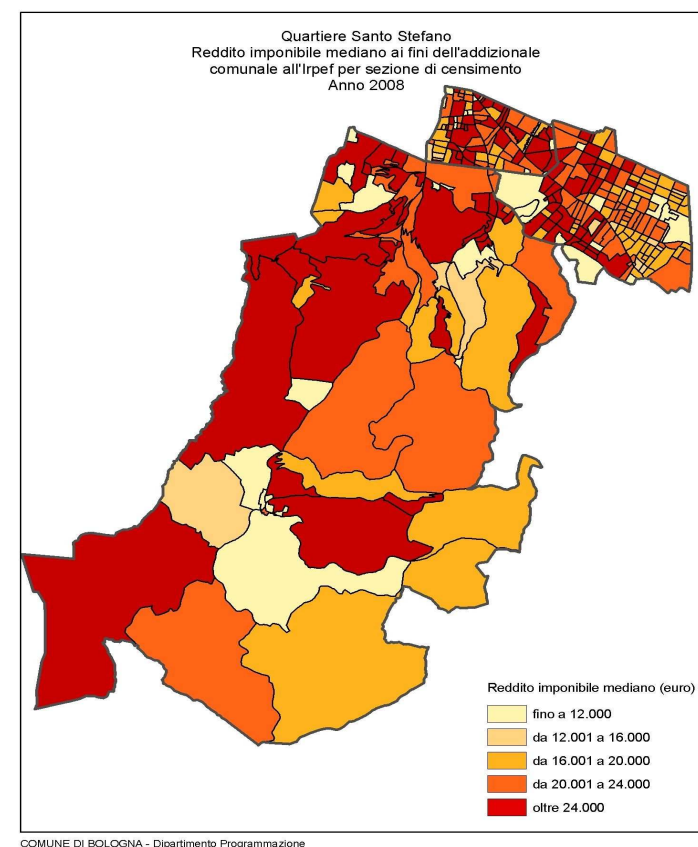 Quartiere Santo Stefano
Reddito imponibile mediano ai fini dell'addizionale
comunale all'Irpef per sezione di censimento
Anno 2008
Reddito imponibile mediano (euro)
fino a 12.000
da 12.001 a 16.000
da 16.001 a 20.000
da 20.001 a 24.000
oltre 24.000
COMUNE DI BOLOGNA - Dipartimento Programmazione